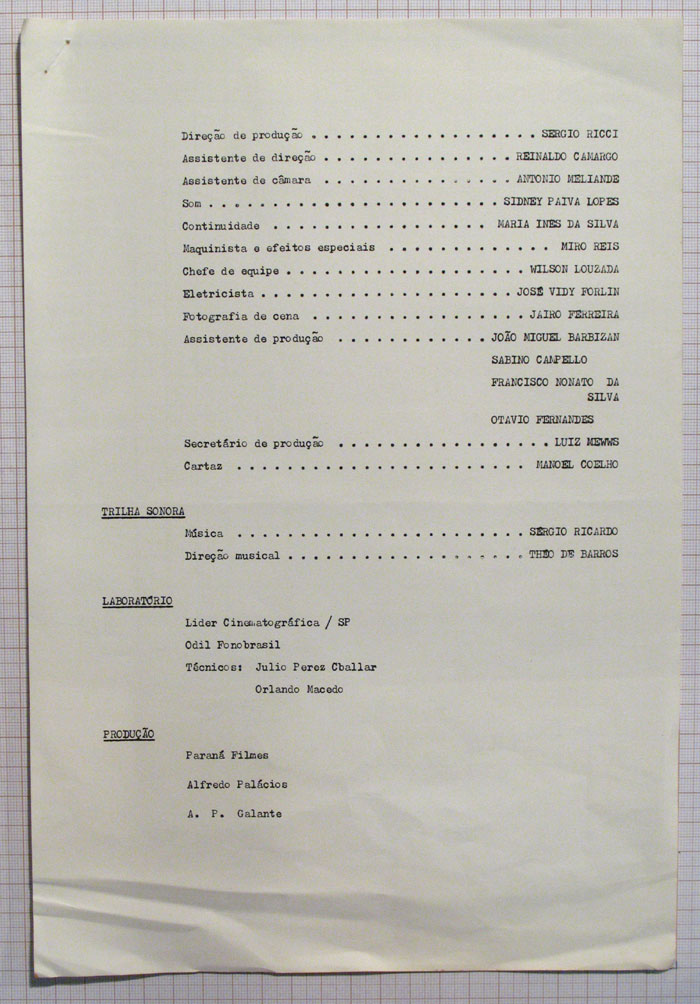 Direção de produção . . . . . . . . . . . . . . . . . . SERGIO RICCI
Assistente de direção . . . . . . . . . . . . . . . REINALDO CAMARGO
Assistente de câmara . . . . . . . . . . . . . . . . ANTONIO MELIANDE
Som . . . . . . . . . . . . . . . . . . . . . . . SIDNEY PAIVA LOPES
Continuidade . . . . . . . . . . . . . . . . . . MARIA INES DA SILVA
Maquinista e efeitos especiais . . . . . . . . . . . . . MIRO REIS
Chefe de equipe . . . . . . . . . . . . . . . . . . . WILSON LOUZADA
Eletricista . . . . . . . . . . . . . . . . . . . . JOSÉ VIDY FORLIN
Fotografia de cena . . . . . . . . . . . . . . . . . JAIRO FERREIRA
Assistente de produção . . . . . . . . . . . . JOÃO MIGUEL BARBIZAN
SABINO CAMPELLO
FRANCISCO NONATO DA
SILVA
OTAVIO FERNANDES
Secretário de produção . . . . . . . . . . . . . . . . . LUIZ MEWWS
Cartaz . . . . . . . . . . . . . . . . . . . . . . . MANOEL COELHO
TRILHA SONORA
Música . . . . . . . . . . . . . . . . . . . . . . . SÉRGIO RICARDO
Direção musical . . . . . . . . . . . . . . . . . . . THÉO DE BARROS
LABORATÓRIO
Lider Cinematográfica / SP
Odil Fonobrasil
Técnicos: Julio Perez Cballar
Orlando Macedo
PRODUÇÃO
Paraná Filmes
Alfredo Palácios
A. P. Galante